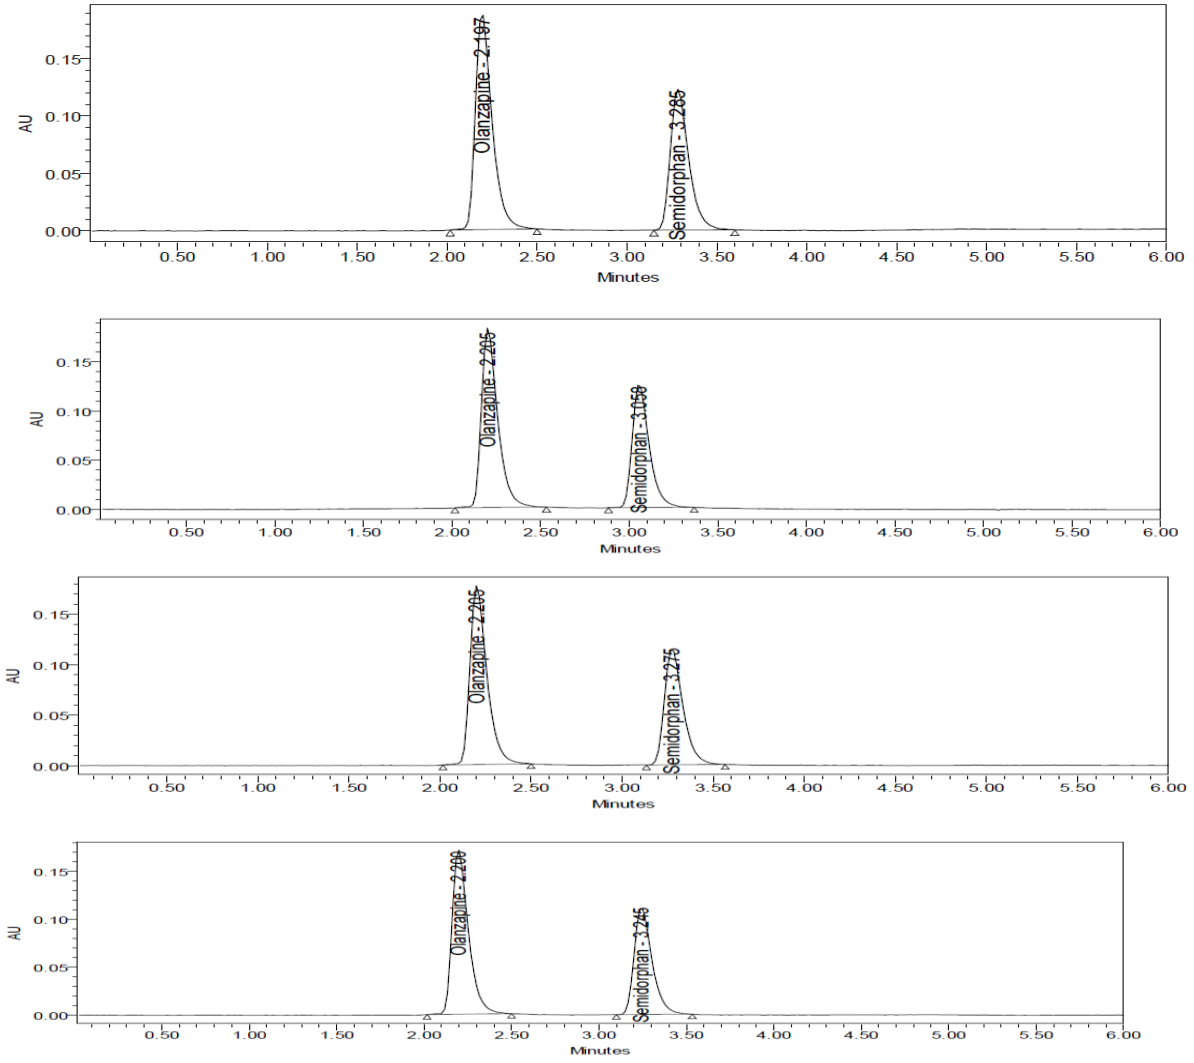 Olanzapine - 2.197
0.15
Semidorphan - 3.285
0.10
AU
0.05
0.00
0.50 1.00 1.50 2.00 2.50 3.00 3.50 4.00 4.50 5.00 5.50 6.00
Minutes
Olanzapine - 2.205
0.15
Semidorphan - 3.050
0.10
AU
0.05
0.00
0.50 1.00 1.50 2.00 2.50 3.00 3.50 4.00 4.50 5.00 5.50 6.00
Minutes
Olanzapine - 2.205
0.15
Semidorphan - 3.275
0.10
AU
0.05
0.00
0.50 1.00 1.50 2.00 2.50 3.00 3.50 4.00 4.50 5.00 5.50 6.00
Minutes
Olanzapine - 2.200
0.15
Semidorphan - 3.245
0.10
AU
0.05
0.00
0.50 1.00 1.50 2.00 2.50 3.00 3.50 4.00 4.50 5.00 5.50 6.00
Minutes